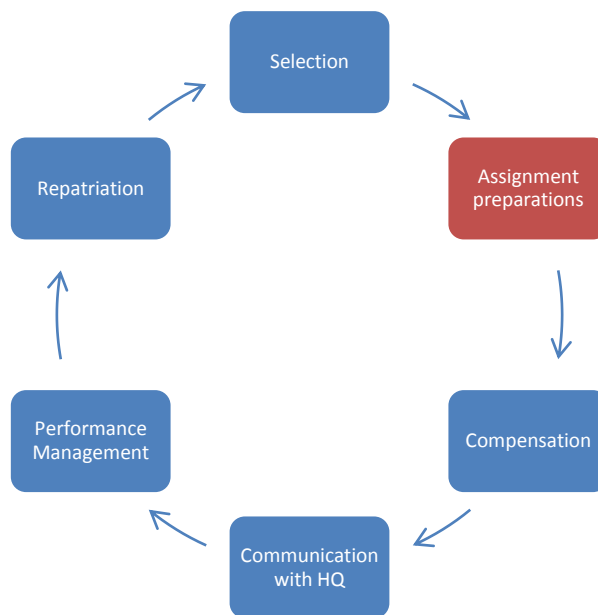 Selection
Assignment
preparations
Compensation
Communication
with HQ
Performance
Management
Repatriation